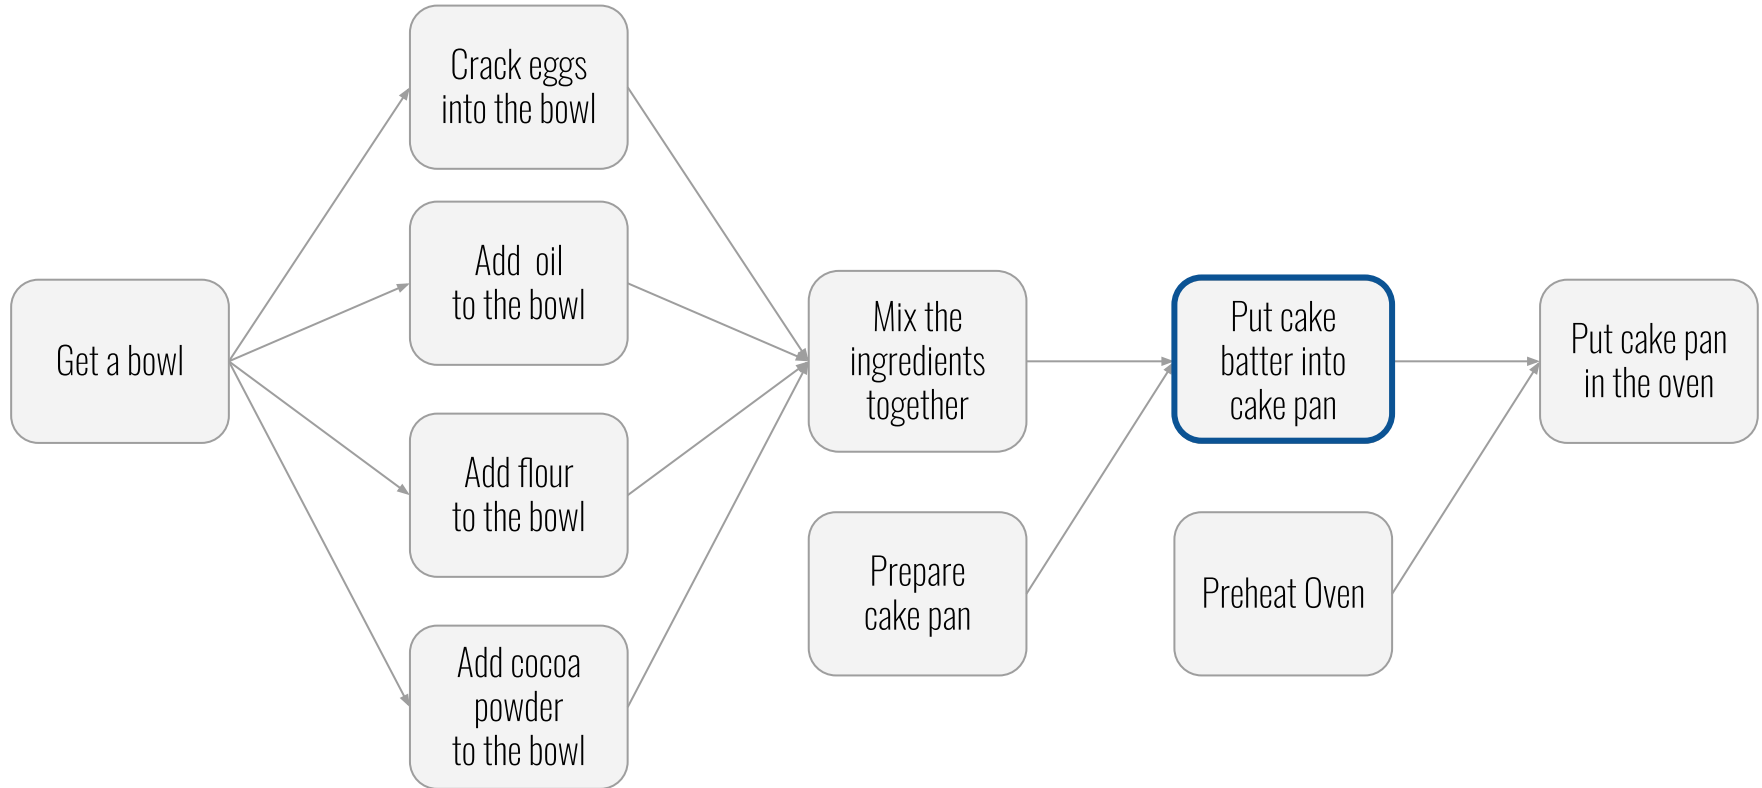 Crack eggs
into the bowl
Add  oil
to the bowl
Get a bowl
Add flour
to the bowl
Add cocoa
powder
to the bowl
Mix the
ingredients
together
Prepare
cake pan
Put cake
batter into
cake pan
Preheat Oven
Put cake pan
in the oven